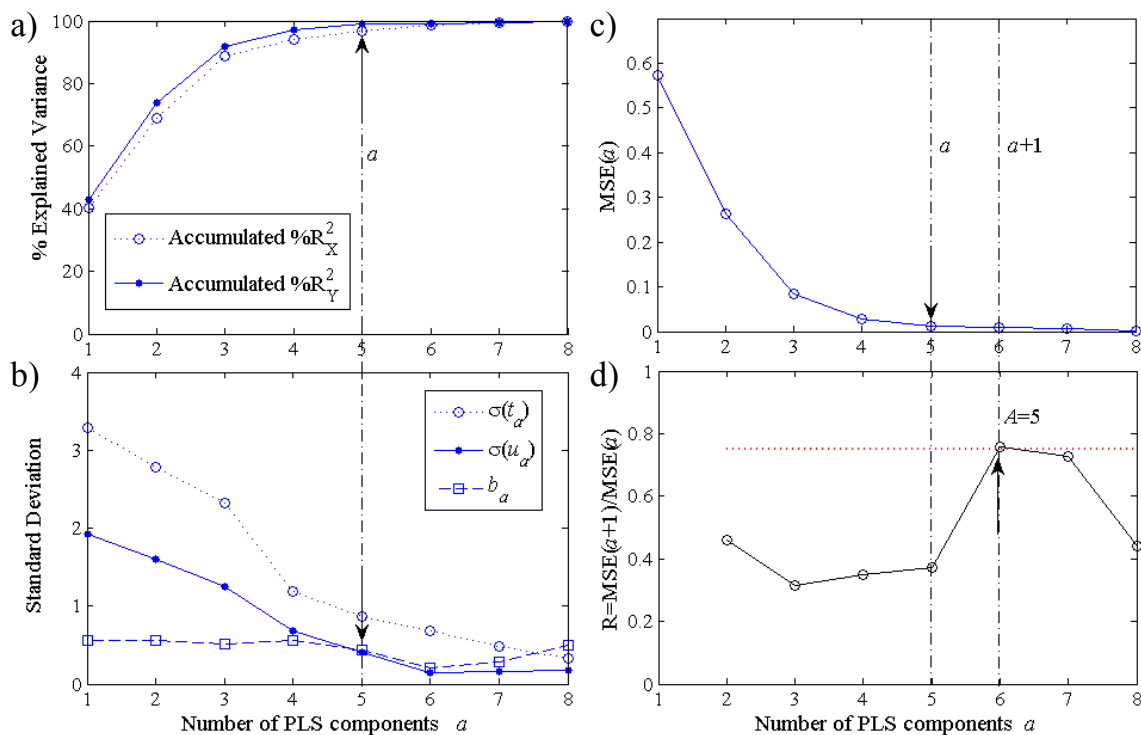 a)
% Explained Variance
100
80
60
40
20
0
1 2 3 4 5 6 7 8
a
Accumulated %R²X
Accumulated %R²Y
b)
Standard Deviation
4
3
2
1
0
1 2 3 4 5 6 7 8
σ(tₐ)
σ(uₐ)
bₐ
Number of PLS components a
c)
MSE(a)
0.6
0.5
0.4
0.3
0.2
0.1
0
1 2 3 4 5 6 7 8
a
a+1
d)
R=MSE(a+1)/MSE(a)
1
0.8
0.6
0.4
0.2
0
1 2 3 4 5 6 7 8
A=5
Number of PLS components a